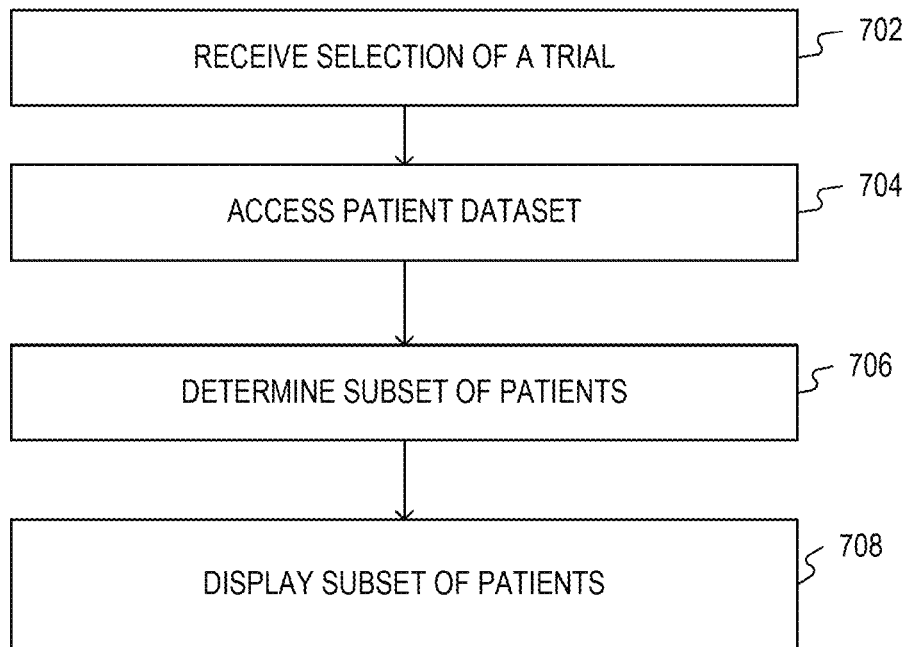 RECEIVE SELECTION OF A TRIAL
702
ACCESS PATIENT DATASET
704
DETERMINE SUBSET OF PATIENTS
706
DISPLAY SUBSET OF PATIENTS
708